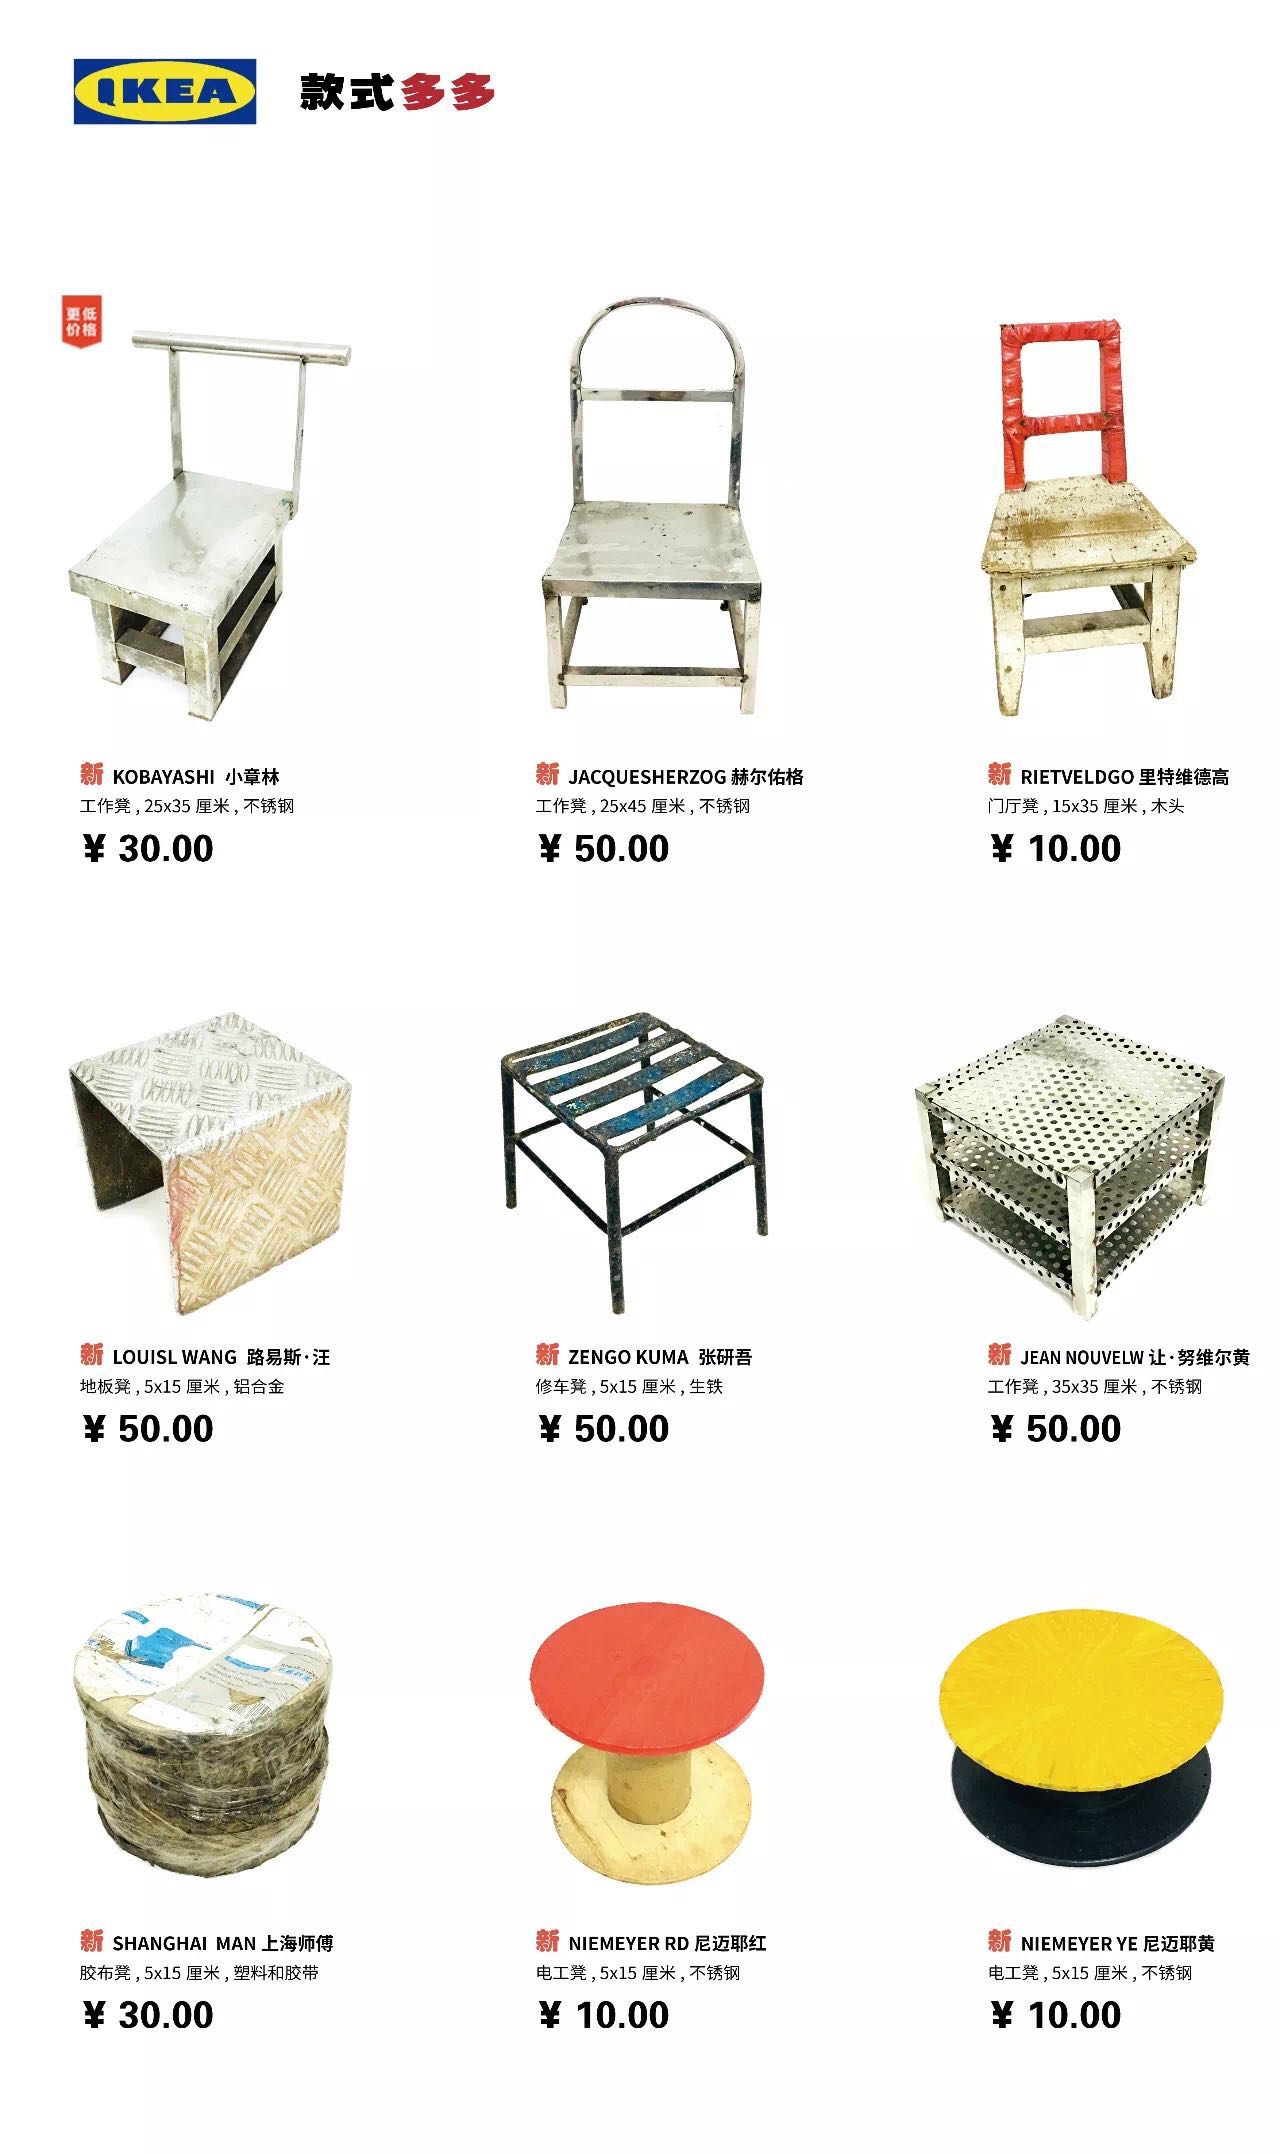 QKEA 款式多多
更低
价格
新 KOBAYASHI 小章林
工作凳 , 25x35 厘米 , 不锈钢
¥ 30.00
新 JACQUESHERZOG 赫尔佑格
工作凳 , 25x45 厘米 , 不锈钢
¥ 50.00
新 RIETVELDGO 里特维德高
门厅凳 , 15x35 厘米 , 木头
¥ 10.00
新 LOUISL WANG 路易斯·汪
地板凳 , 5x15 厘米 , 铝合金
¥ 50.00
新 ZENGO KUMA 张研吾
修车凳 , 5x15 厘米 , 生铁
¥ 50.00
新 JEAN NOUVELW 让·努维尔黄
工作凳 , 35x35 厘米 , 不锈钢
¥ 50.00
新 SHANGHAI MAN 上海师傅
胶布凳 , 5x15 厘米 , 塑料和胶带
¥ 30.00
新 NIEMEYER RD 尼迈耶红
电工凳 , 5x15 厘米 , 不锈钢
¥ 10.00
新 NIEMEYER YE 尼迈耶黄
电工凳 , 5x15 厘米 , 不锈钢
¥ 10.00